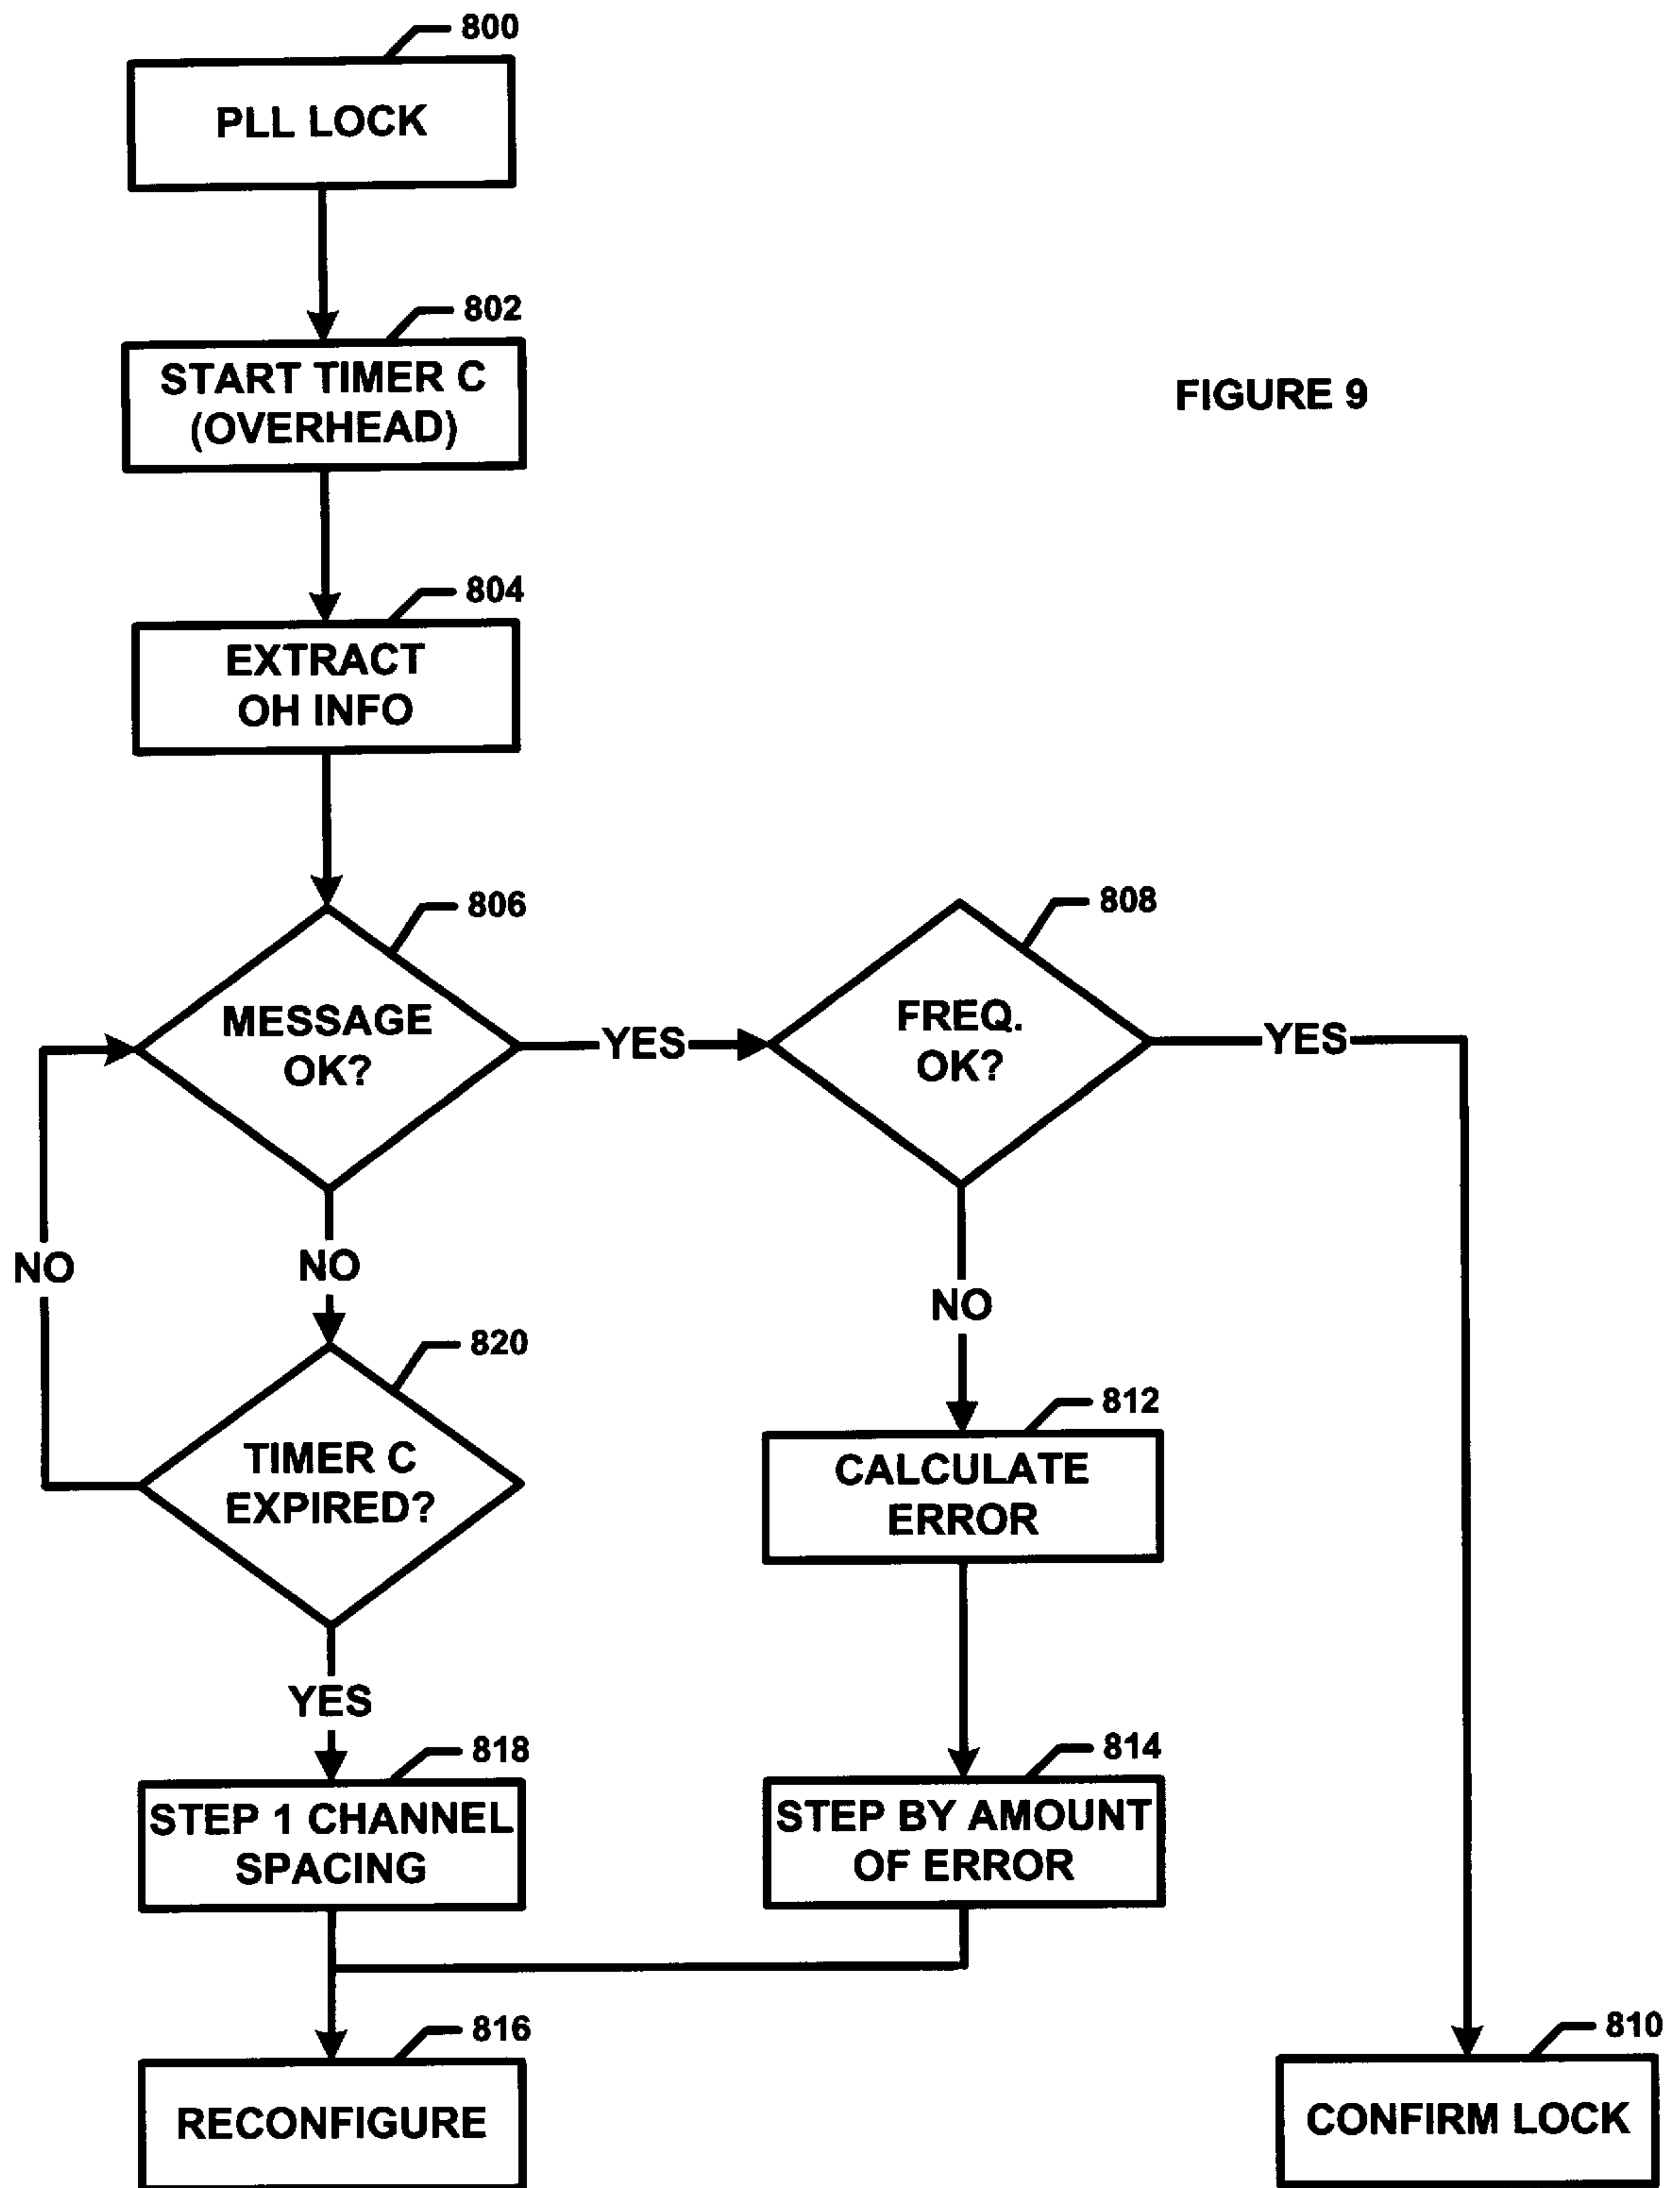 800
PLL LOCK
802
START TIMER C
(OVERHEAD)
FIGURE 9
804
EXTRACT
OH INFO
806
MESSAGE
OK?
YES
808
FREQ.
OK?
YES
NO
NO
NO
820
TIMER C
EXPIRED?
812
CALCULATE
ERROR
YES
818
STEP 1 CHANNEL
SPACING
814
STEP BY AMOUNT
OF ERROR
816
RECONFIGURE
810
CONFIRM LOCK